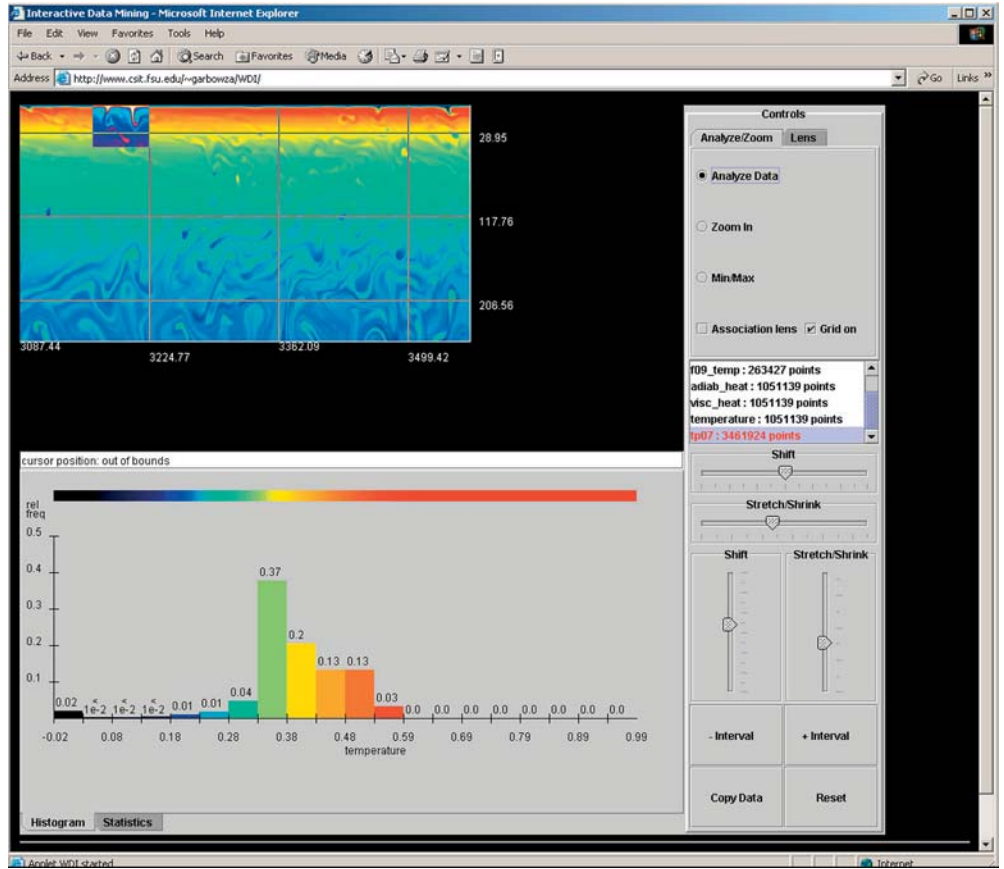 Interactive Data Mining - Microsoft Internet Explorer
File Edit View Favorites Tools Help
Back Search Favorites Media
Address http://www.csit.fsu.edu/~garbowza/WDI/ Go Links »
28.95
117.76
206.56
3087.44 3224.77 3362.09 3499.42
Controls
Analyze/Zoom Lens
Analyze Data
Zoom In
Min/Max
Association lens Grid on
f09_temp : 263427 points
adiab_heat : 1051139 points
visc_heat : 1051139 points
temperature : 1051139 points
tp07 : 3461924 points
Shift
Stretch/Shrink
Shift Stretch/Shrink
- Interval + Interval
Copy Data Reset
cursor position: out of bounds
rel
freq
0.5
0.4
0.3
0.2
0.1
0.02 < 1e-2 < 1e-2 < 1e-2 0.01 0.01 0.04 0.37 0.2 0.13 0.13 0.03 0.0 0.0 0.0 0.0 0.0 0.0 0.0 0.0
-0.02 0.08 0.18 0.28 0.38 0.48 0.59 0.69 0.79 0.89 0.99
temperature
Histogram Statistics
Applet WDI started Internet